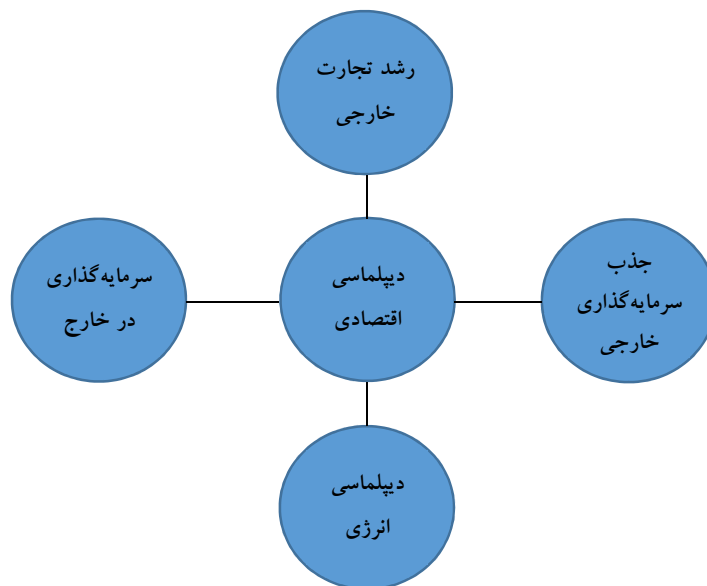 رشد تجارت
خارجی
جذب
سرمایه‌گذاری
خارجی
دیپلماسی
اقتصادی
سرمایه‌گذاری
در خارج
دیپلماسی
انرژی